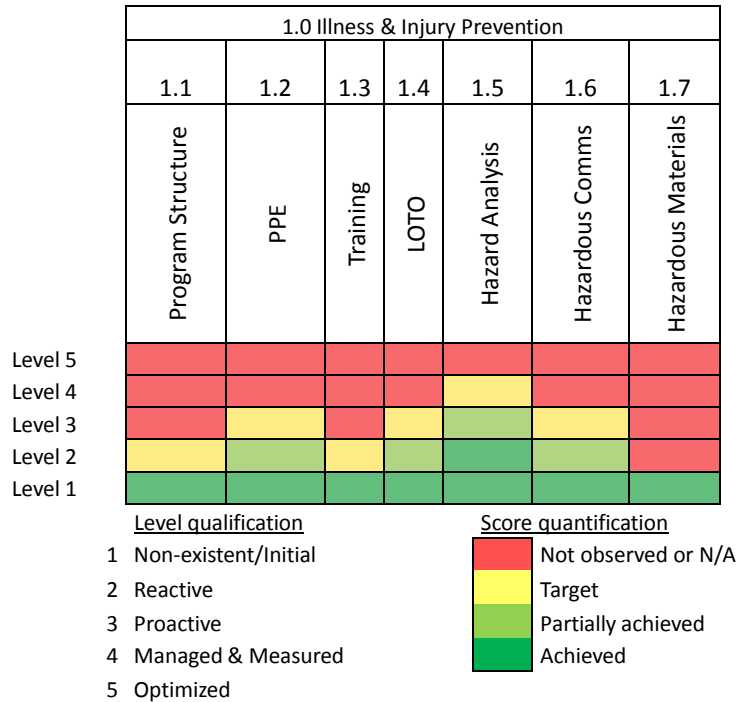 1.0 Illness & Injury Prevention
1.1 1.2 1.3 1.4 1.5 1.6 1.7
Program Structure
PPE
Training
LOTO
Hazard Analysis
Hazardous Comms
Hazardous Materials
Level 5
Level 4
Level 3
Level 2
Level 1
Level qualification
1 Non-existent/Initial
2 Reactive
3 Proactive
4 Managed & Measured
5 Optimized
Score quantification
Not observed or N/A
Target
Partially achieved
Achieved